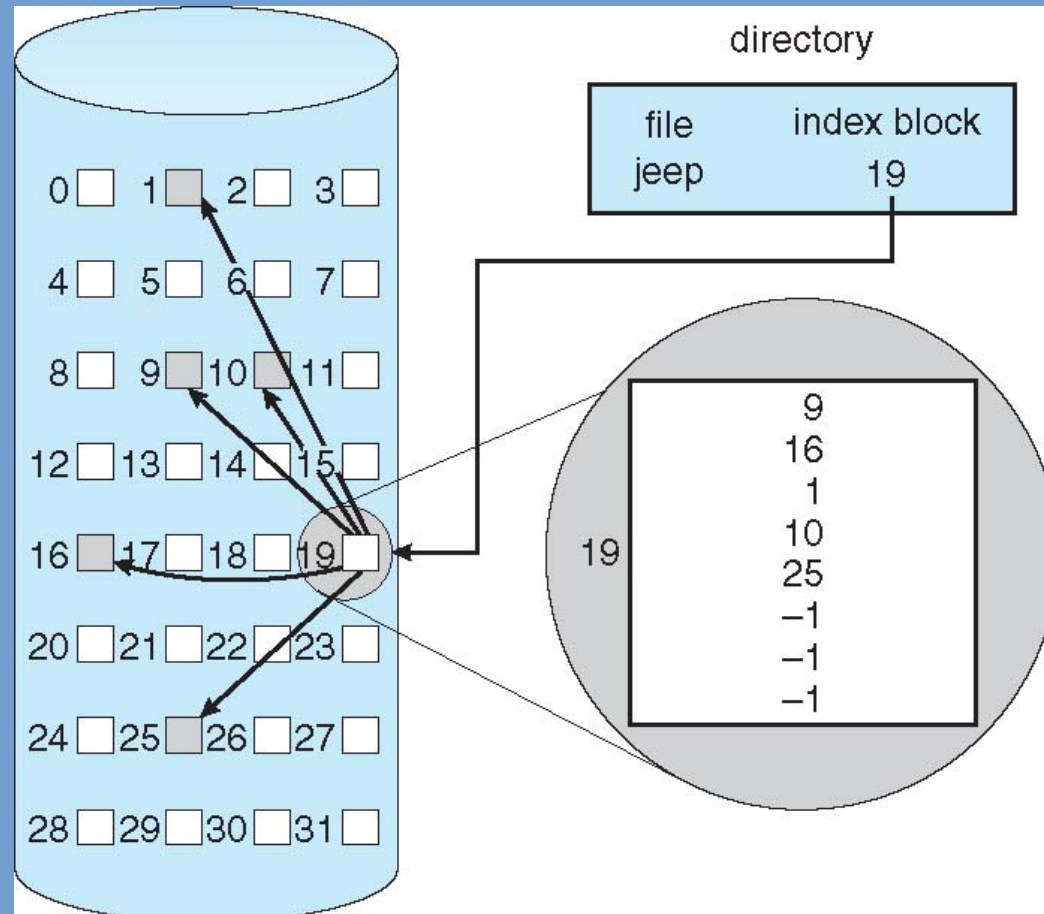 directory
file index block
jeep 19
0 1 2 3
4 5 6 7
8 9 10 11
12 13 14 15
16 17 18 19
20 21 22 23
24 25 26 27
28 29 30 31
19
9
16
1
10
25
–1
–1
–1